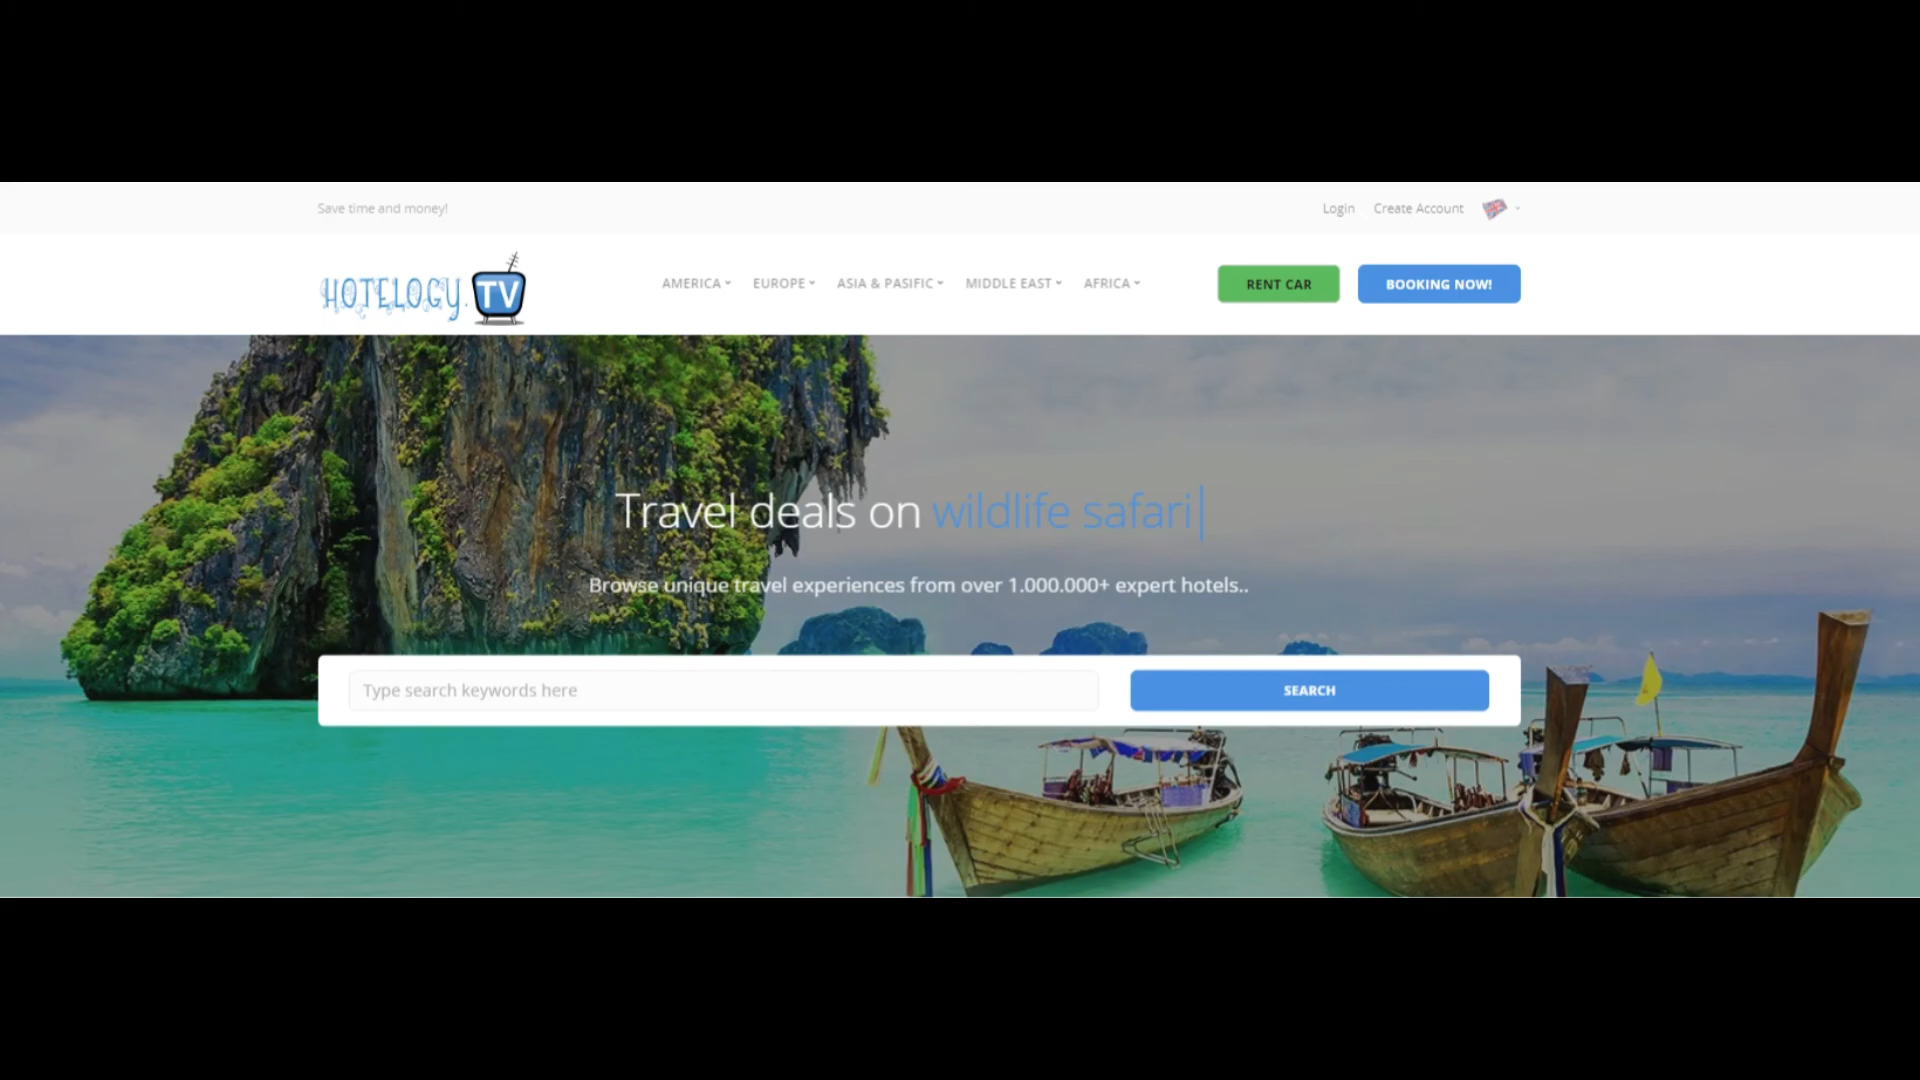 Save time and money!
Login Create Account
HOTELOGY.TV
AMERICA EUROPE ASIA & PASIFIC MIDDLE EAST AFRICA
RENT CAR
BOOKING NOW!
Travel deals on wildlife safari
Browse unique travel experiences from over 1.000.000+ expert hotels..
Type search keywords here
SEARCH